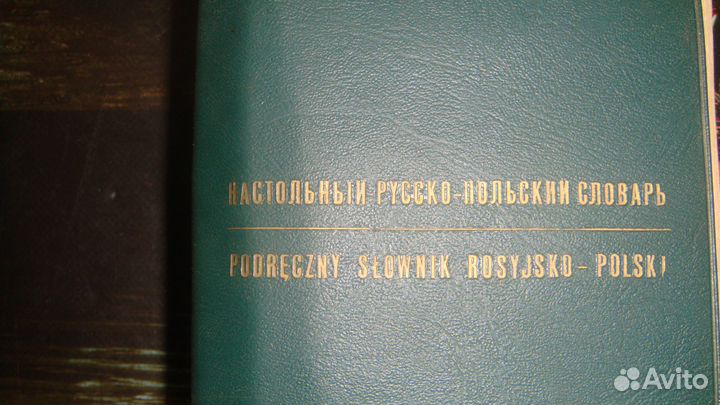 НАСТОЛЬНЫЙ РУССКО-ПОЛЬСКИЙ СЛОВАРЬ
PODRĘCZNY SŁOWNIK ROSYJSKO-POLSKI
Avito